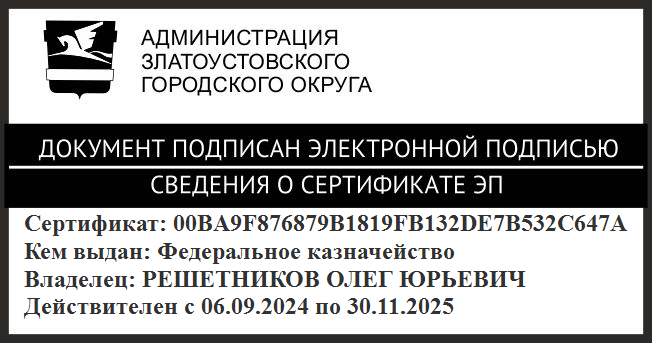 АДМИНИСТРАЦИЯ
ЗЛАТОУСТОВСКОГО
ГОРОДСКОГО ОКРУГА
ДОКУМЕНТ ПОДПИСАН ЭЛЕКТРОННОЙ ПОДПИСЬЮ
СВЕДЕНИЯ О СЕРТИФИКАТЕ ЭП
Сертификат: 00BA9F876879B1819FB132DE7B532C647A
Кем выдан: Федеральное казначейство
Владелец: РЕШЕТНИКОВ ОЛЕГ ЮРЬЕВИЧ
Действителен с 06.09.2024 по 30.11.2025